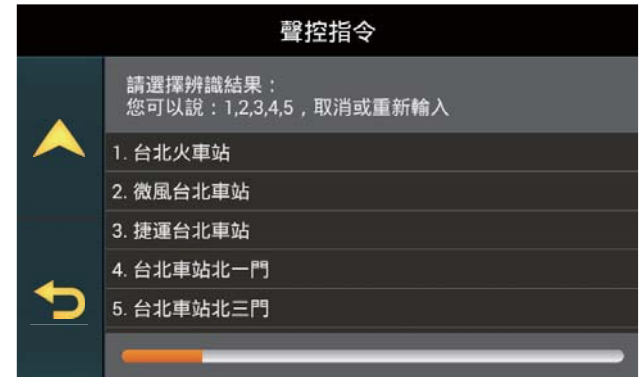 聲控指令
請選擇辨識結果：
您可以說：1,2,3,4,5，取消或重新輸入
1. 台北火車站
2. 微風台北車站
3. 捷運台北車站
4. 台北車站北一門
5. 台北車站北三門